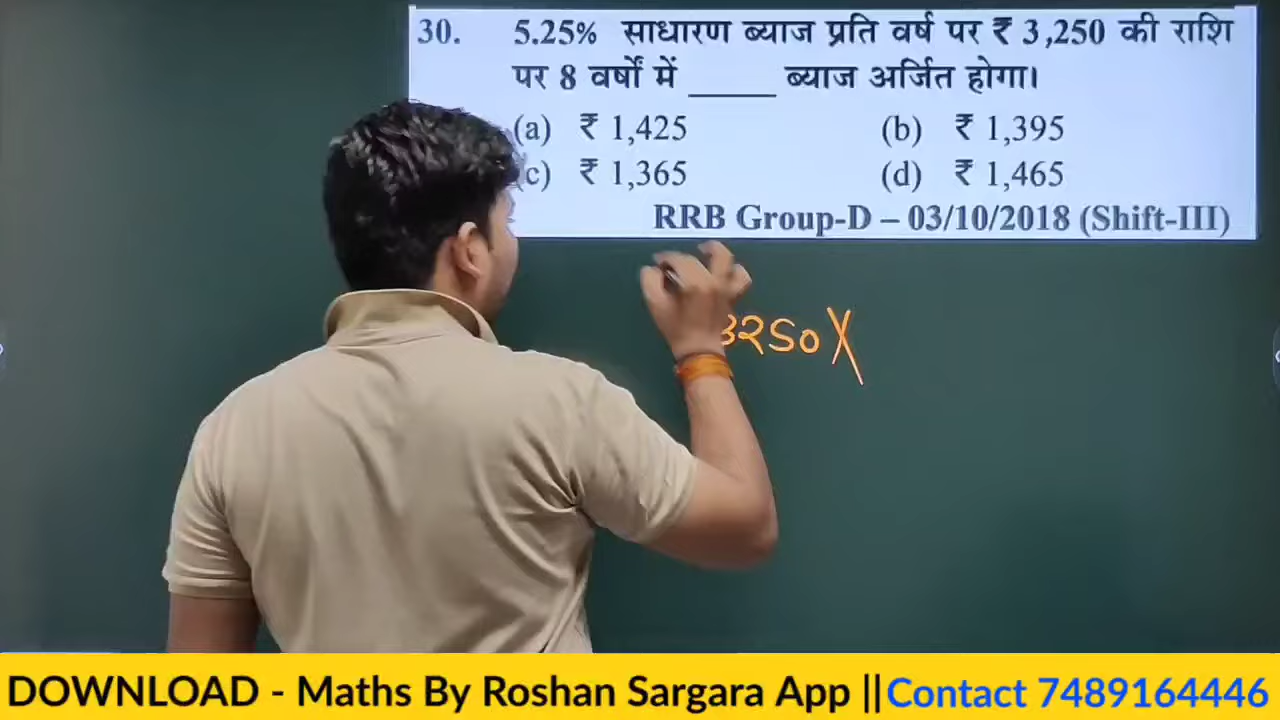 30. 5.25% साधारण ब्याज प्रति वर्ष पर ₹ 3,250 की राशि
पर 8 वर्षों में _____ ब्याज अर्जित होगा।
(a) ₹ 1,425 (b) ₹ 1,395
c) ₹ 1,365 (d) ₹ 1,465
RRB Group-D – 03/10/2018 (Shift-III)
3250 X
DOWNLOAD - Maths By Roshan Sargara App ||Contact 7489164446